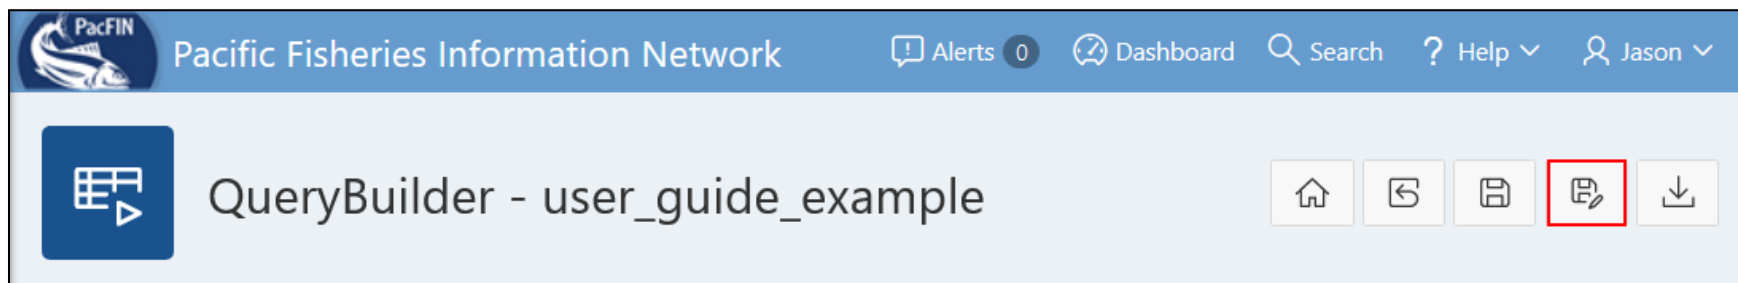 PacFIN
Pacific Fisheries Information Network Alerts 0 Dashboard Search ? Help Jason
QueryBuilder - user_guide_example